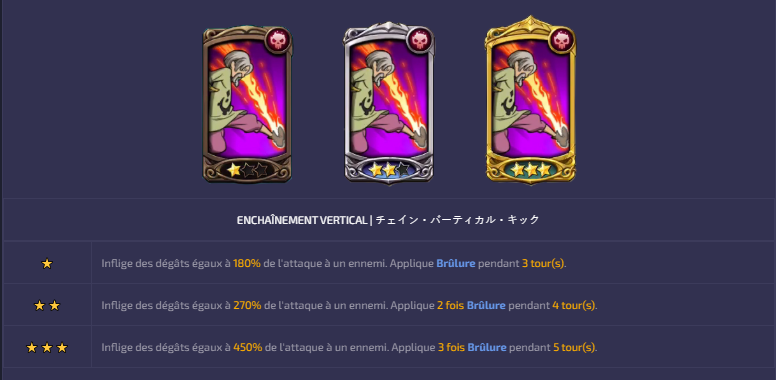 ENCHAÎNEMENT VERTICAL | チェイン・バーティカル・キック
Inflige des dégâts égaux à 180% de l'attaque à un ennemi. Applique Brûlure pendant 3 tour(s).
Inflige des dégâts égaux à 270% de l'attaque à un ennemi. Applique 2 fois Brûlure pendant 4 tour(s).
Inflige des dégâts égaux à 450% de l'attaque à un ennemi. Applique 3 fois Brûlure pendant 5 tour(s).